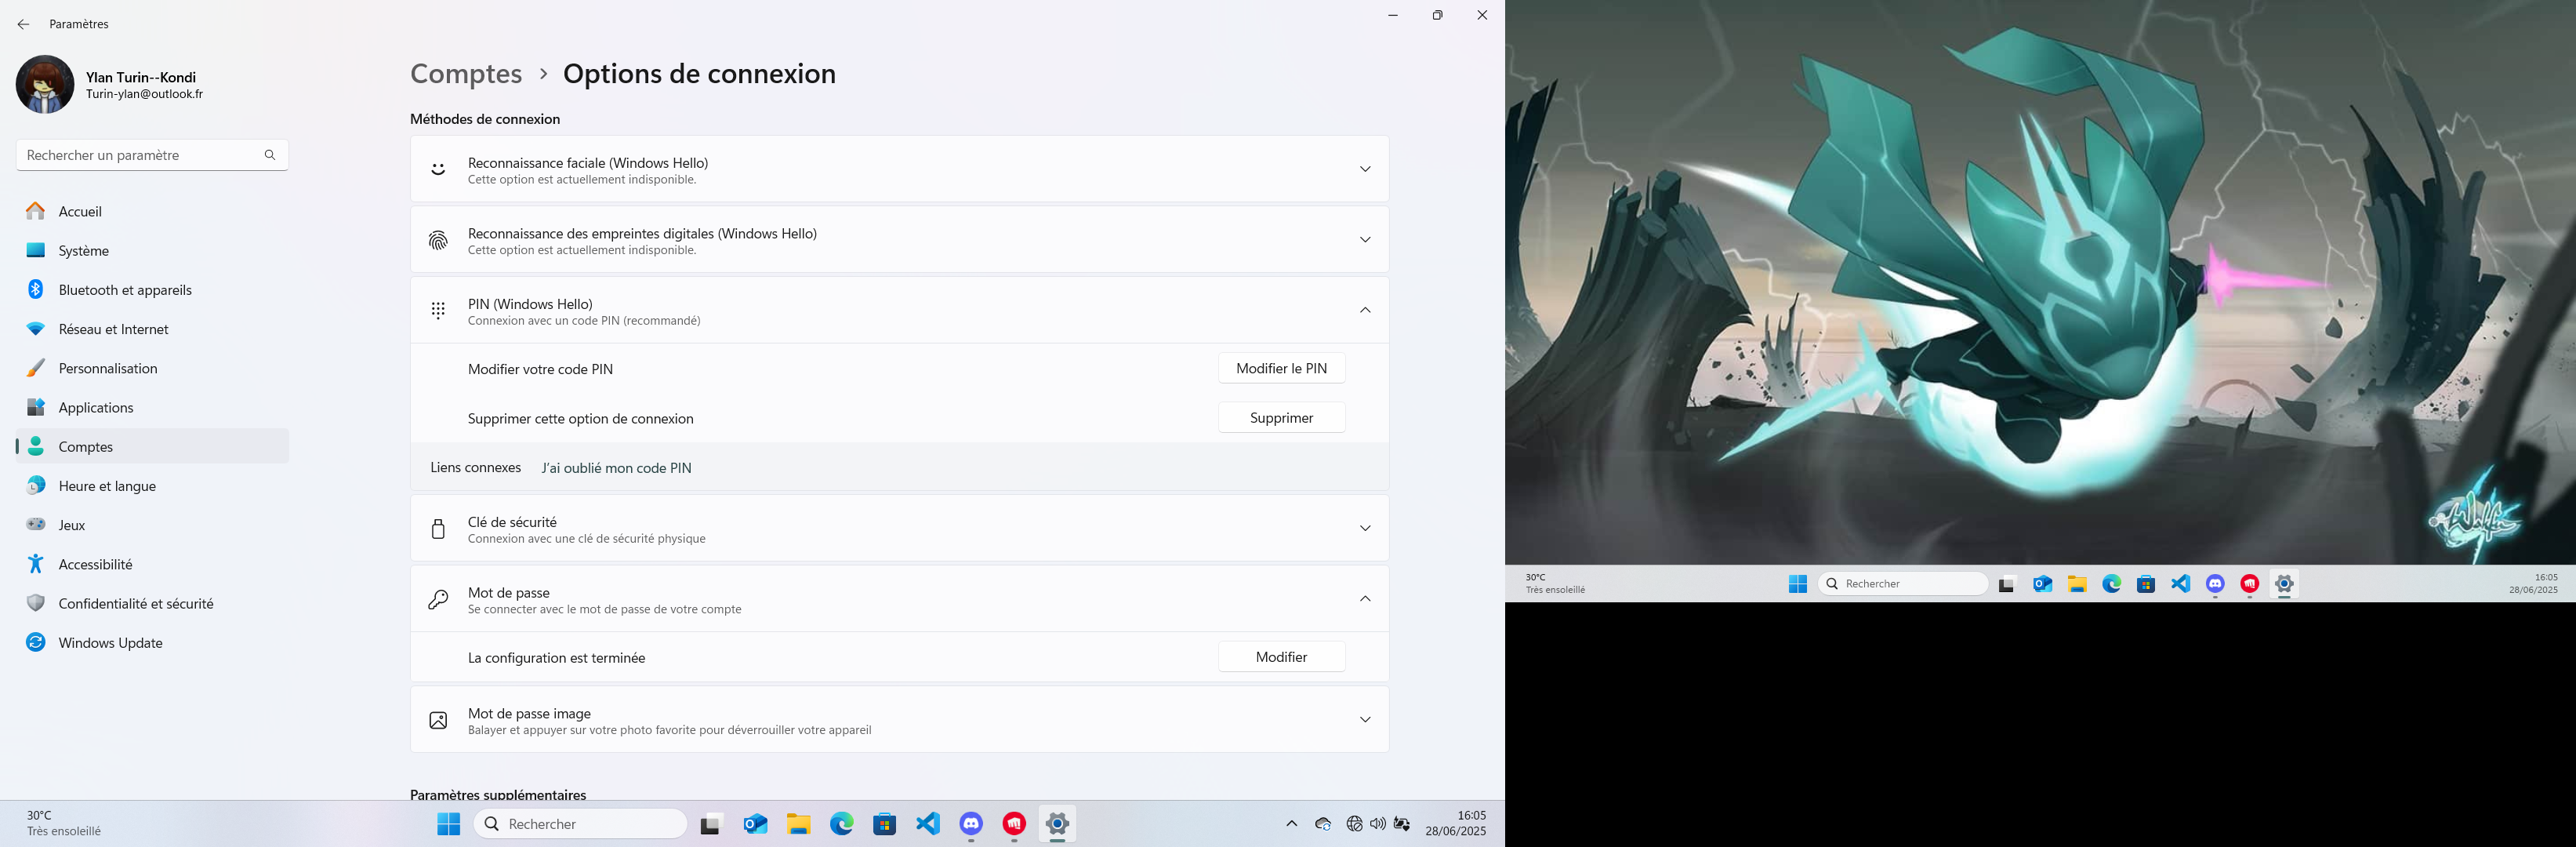 Paramètres
Ylan Turin--Kondi
Turin-ylan@outlook.fr
Rechercher un paramètre
Accueil
Système
Bluetooth et appareils
Réseau et Internet
Personnalisation
Applications
Comptes
Heure et langue
Jeux
Accessibilité
Confidentialité et sécurité
Windows Update
Comptes > Options de connexion
Méthodes de connexion
Reconnaissance faciale (Windows Hello)
Cette option est actuellement indisponible.
Reconnaissance des empreintes digitales (Windows Hello)
Cette option est actuellement indisponible.
PIN (Windows Hello)
Connexion avec un code PIN (recommandé)
Modifier votre code PIN
Modifier le PIN
Supprimer cette option de connexion
Supprimer
Liens connexes J'ai oublié mon code PIN
Clé de sécurité
Connexion avec une clé de sécurité physique
Mot de passe
Se connecter avec le mot de passe de votre compte
La configuration est terminée
Modifier
Mot de passe image
Balayer et appuyer sur votre photo favorite pour déverrouiller votre appareil
Paramètres supplémentaires
30°C
Très ensoleillé
Rechercher
16:05
28/06/2025
Wakfu
30°C
Très ensoleillé
Rechercher
16:05
28/06/2025